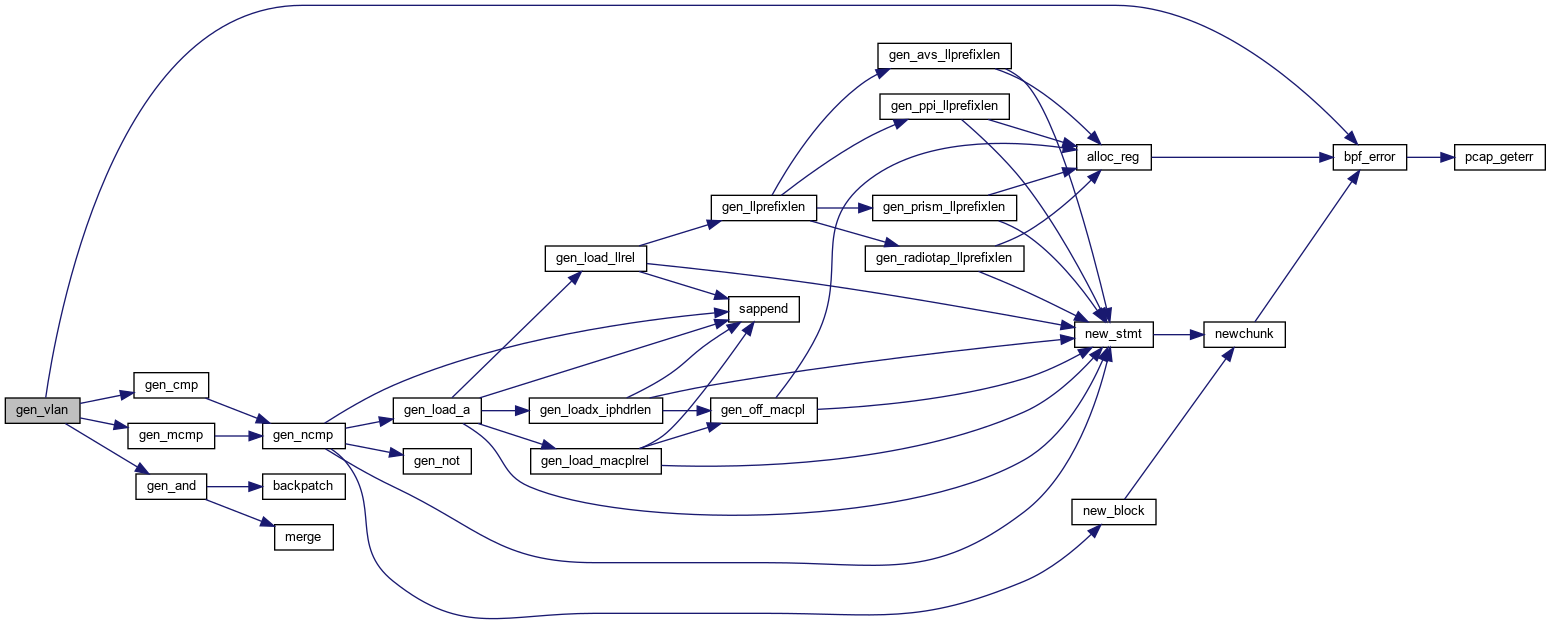 gen_vlan
gen_cmp
gen_mcmp
gen_and
gen_ncmp
backpatch
merge
gen_load_a
gen_not
gen_load_llrel
gen_loadx_iphdrlen
gen_load_macplrel
gen_llprefixlen
sappend
gen_off_macpl
gen_avs_llprefixlen
gen_ppi_llprefixlen
gen_prism_llprefixlen
gen_radiotap_llprefixlen
alloc_reg
new_stmt
new_block
newchunk
bpf_error
pcap_geterr